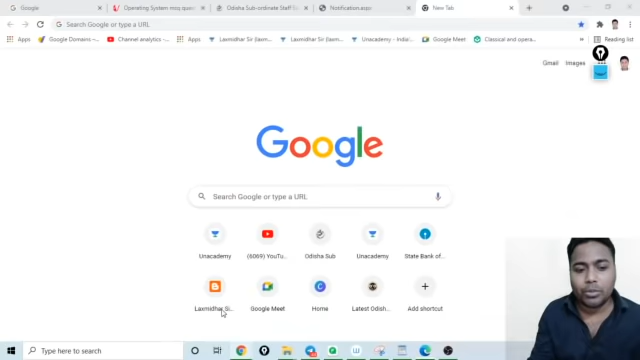 Google
Operating System mcq ques
Odisha Sub-ordinate Staff S
Notification.aspx
New Tab
Search Google or type a URL
Apps
Google Domains –...
Channel analytics -...
Apps
Laxmidhar Sir (laxm...
Laxmidhar Sir (laxm...
Unacademy - India'...
Google Meet
Classical and opera...
Reading list
Gmail
Images
Google
Search Google or type a URL
Unacademy
(6069) YouTu...
Odisha Sub
Unacademy
State Bank of...
Laxmidhar Si...
Google Meet
Home
Latest Odish...
Add shortcut
Type here to search